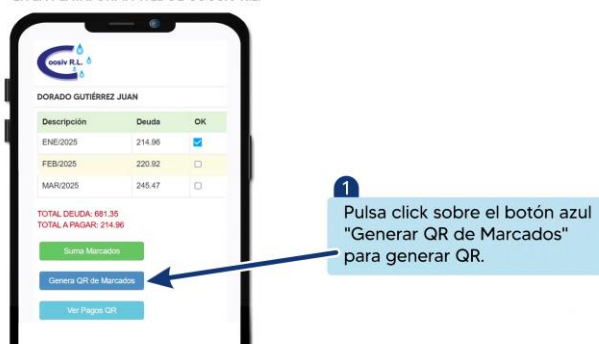 oosiv R.L.
DORADO GUTIÉRREZ JUAN
Descripción Deuda OK
ENE/2025 214.96
FEB/2025 220.92
MAR/2025 245.47
TOTAL DEUDA: 681.35
TOTAL A PAGAR: 214.96
Suma Marcados
Genera QR de Marcados
Ver Pagos QR
1
Pulsa click sobre el botón azul
"Generar QR de Marcados"
para generar QR.